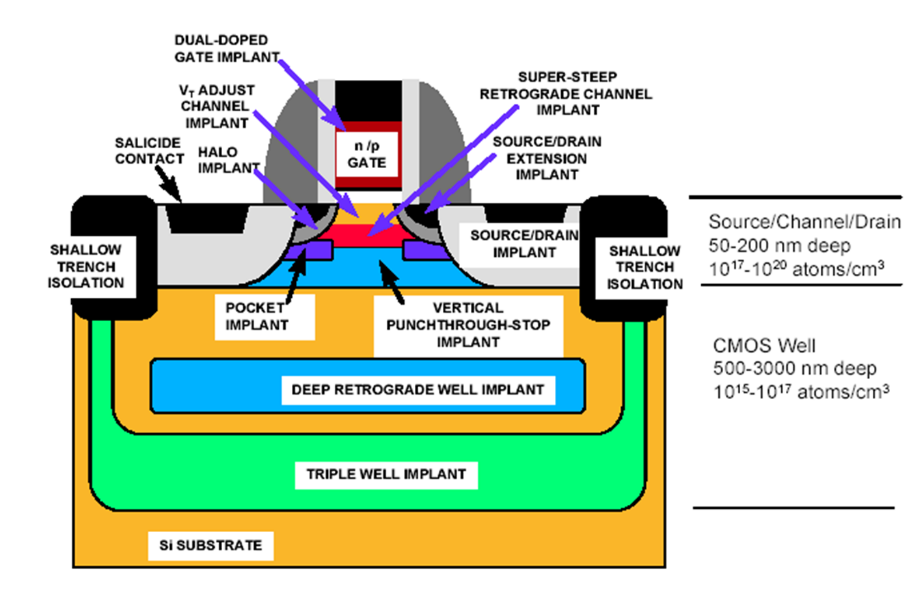 DUAL-DOPED
GATE IMPLANT
V_T ADJUST
CHANNEL
IMPLANT
SUPER-STEEP
RETROGRADE CHANNEL
IMPLANT
SALICIDE
CONTACT
HALO
IMPLANT
n /p
GATE
SOURCE/DRAIN
EXTENSION
IMPLANT
SHALLOW
TRENCH
ISOLATION
SOURCE/DRAIN
IMPLANT
SHALLOW
TRENCH
ISOLATION
Source/Channel/Drain
50-200 nm deep
10¹⁷-10²⁰ atoms/cm³
POCKET
IMPLANT
VERTICAL
PUNCHTHROUGH-STOP
IMPLANT
CMOS Well
500-3000 nm deep
10¹⁵-10¹⁷ atoms/cm³
DEEP RETROGRADE WELL IMPLANT
TRIPLE WELL IMPLANT
Si SUBSTRATE